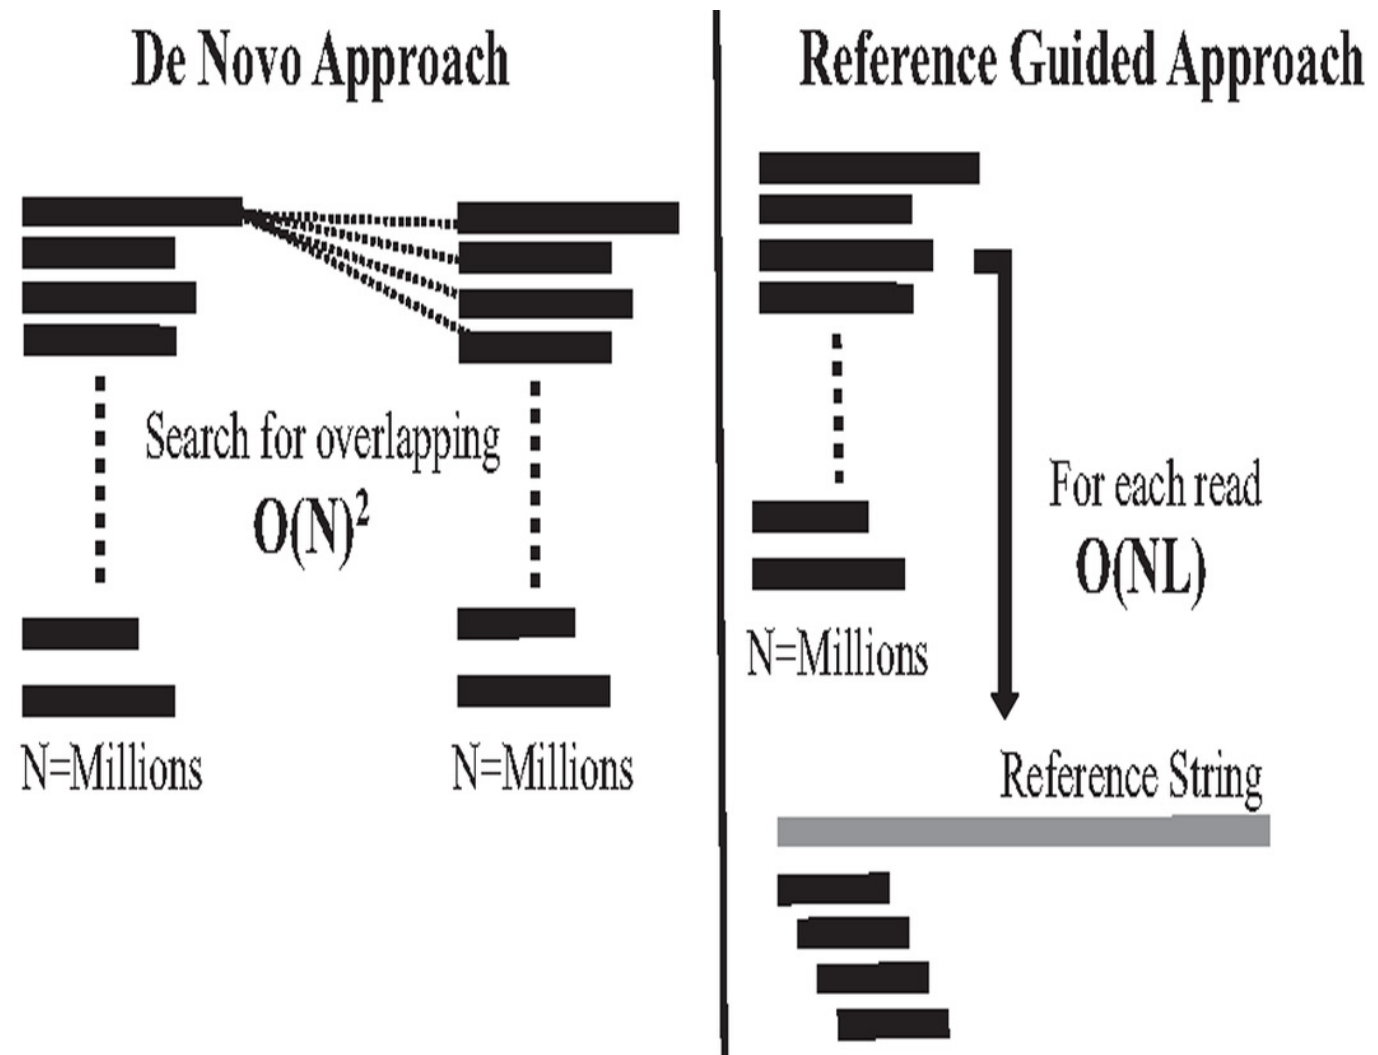 De Novo Approach
Search for overlapping
O(N)²
N=Millions
N=Millions
Reference Guided Approach
For each read
O(NL)
N=Millions
Reference String